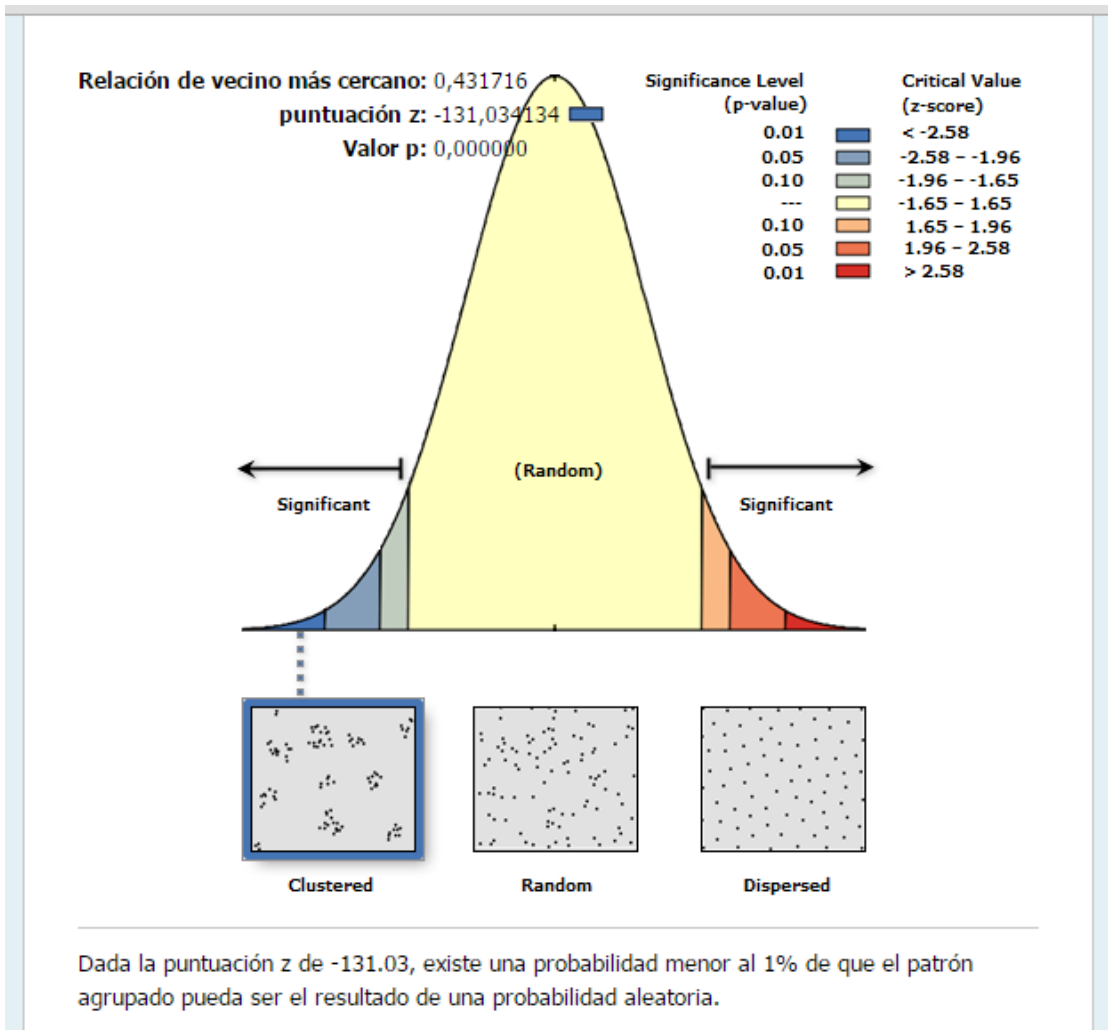 Relación de vecino más cercano: 0,431716
puntuación z: -131,034134
Valor p: 0,000000
Significance Level
(p-value)
Critical Value
(z-score)
0.01 < -2.58
0.05 -2.58 – -1.96
0.10 -1.96 – -1.65
--- -1.65 – 1.65
0.10 1.65 – 1.96
0.05 1.96 – 2.58
0.01 > 2.58
(Random)
Significant
Significant
Clustered
Random
Dispersed
Dada la puntuación z de -131.03, existe una probabilidad menor al 1% de que el patrón
agrupado pueda ser el resultado de una probabilidad aleatoria.